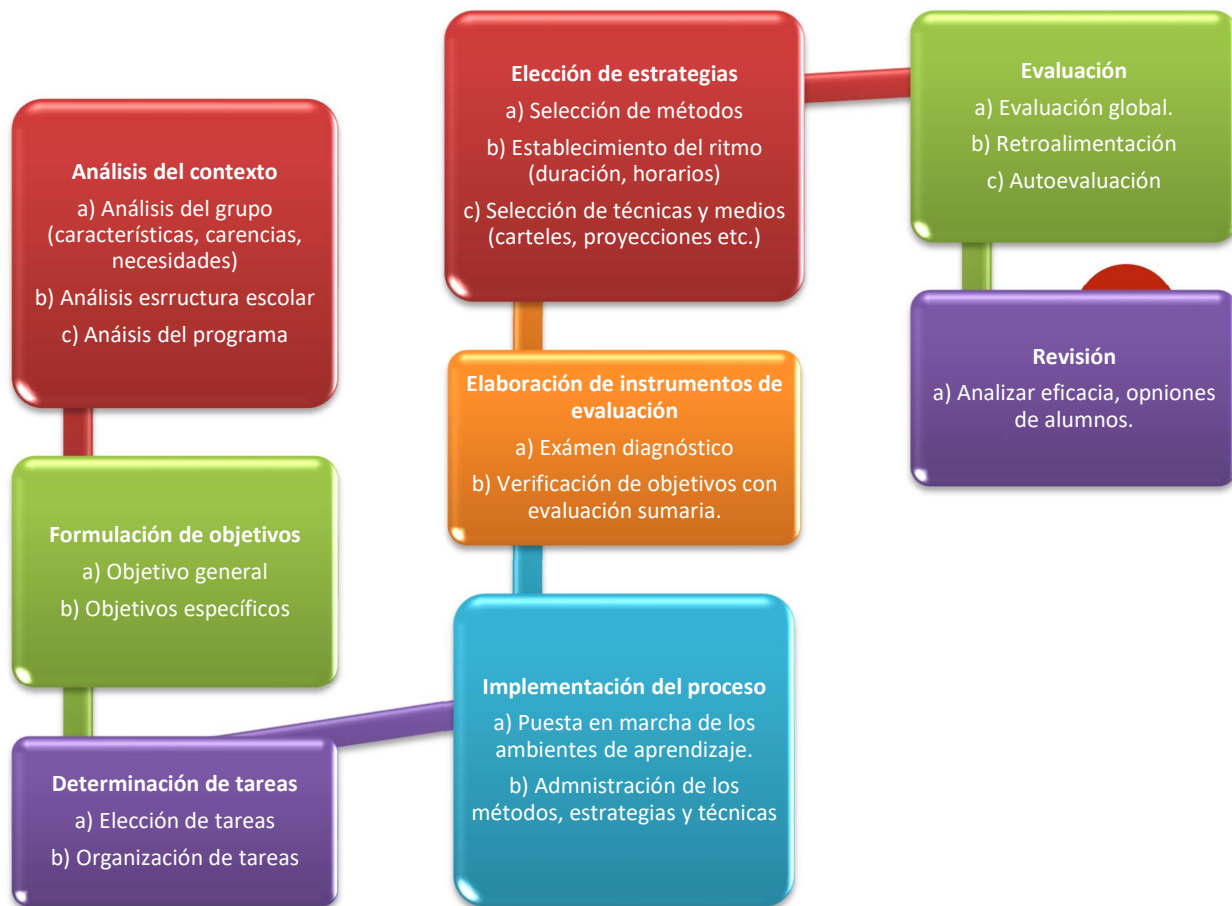 Análisis del contexto
a) Análisis del grupo
(características, carencias,
necesidades)
b) Análisis esrructura escolar
c) Anáisis del programa
Formulación de objetivos
a) Objetivo general
b) Objetivos específicos
Determinación de tareas
a) Elección de tareas
b) Organización de tareas
Implementación del proceso
a) Puesta en marcha de los
ambientes de aprendizaje.
b) Admnistración de los
métodos, estrategias y técnicas
Elaboración de instrumentos de
evaluación
a) Exámen diagnóstico
b) Verificación de objetivos con
evaluación sumaria.
Elección de estrategias
a) Selección de métodos
b) Establecimiento del ritmo
(duración, horarios)
c) Selección de técnicas y medios
(carteles, proyecciones etc.)
Evaluación
a) Evaluación global.
b) Retroalimentación
c) Autoevaluación
Revisión
a) Analizar eficacia, opniones
de alumnos.